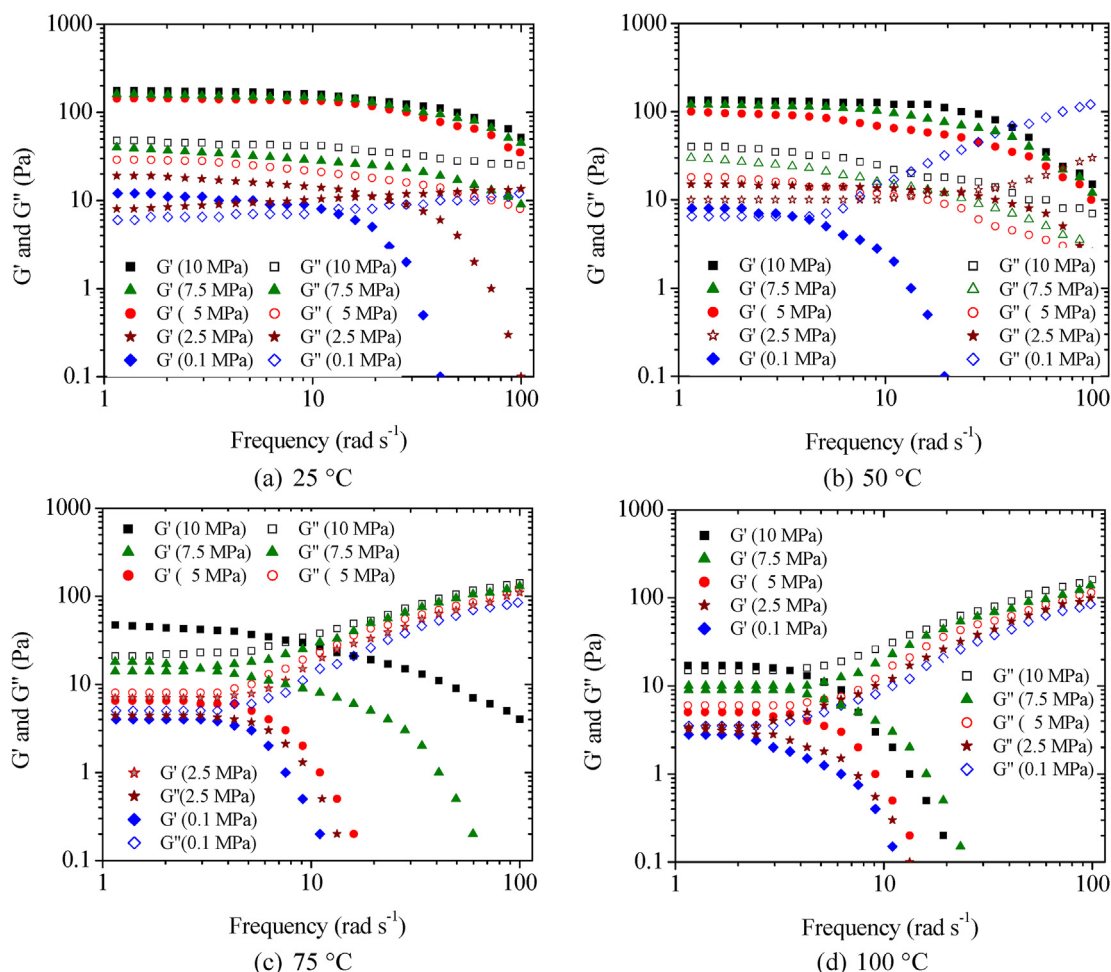 1000
100
10
1
0.1
G' and G'' (Pa)
G' (10 MPa) G'' (10 MPa)
G' (7.5 MPa) G'' (7.5 MPa)
G' ( 5 MPa) G'' ( 5 MPa)
G' (2.5 MPa) G'' (2.5 MPa)
G' (0.1 MPa) G'' (0.1 MPa)
1 10 100
Frequency (rad s⁻¹)
(a) 25 °C
1000
100
10
1
0.1
G' and G'' (Pa)
G' (10 MPa) G'' (10 MPa)
G' (7.5 MPa) G'' (7.5 MPa)
G' ( 5 MPa) G'' ( 5 MPa)
G' (2.5 MPa) G'' (2.5 MPa)
G' (0.1 MPa) G'' (0.1 MPa)
1 10 100
Frequency (rad s⁻¹)
(b) 50 °C
1000
100
10
1
0.1
G' and G'' (Pa)
G' (10 MPa) G'' (10 MPa)
G' (7.5 MPa) G'' (7.5 MPa)
G' ( 5 MPa) G'' ( 5 MPa)
G' (2.5 MPa)
G''(2.5 MPa)
G' (0.1 MPa)
G''(0.1 MPa)
1 10 100
Frequency (rad s⁻¹)
(c) 75 °C
1000
100
10
1
0.1
G' and G'' (Pa)
G' (10 MPa)
G' (7.5 MPa)
G' ( 5 MPa)
G' (2.5 MPa)
G' (0.1 MPa)
G'' (10 MPa)
G'' (7.5 MPa)
G'' ( 5 MPa)
G'' (2.5 MPa)
G'' (0.1 MPa)
1 10 100
Frequency (rad s⁻¹)
(d) 100 °C